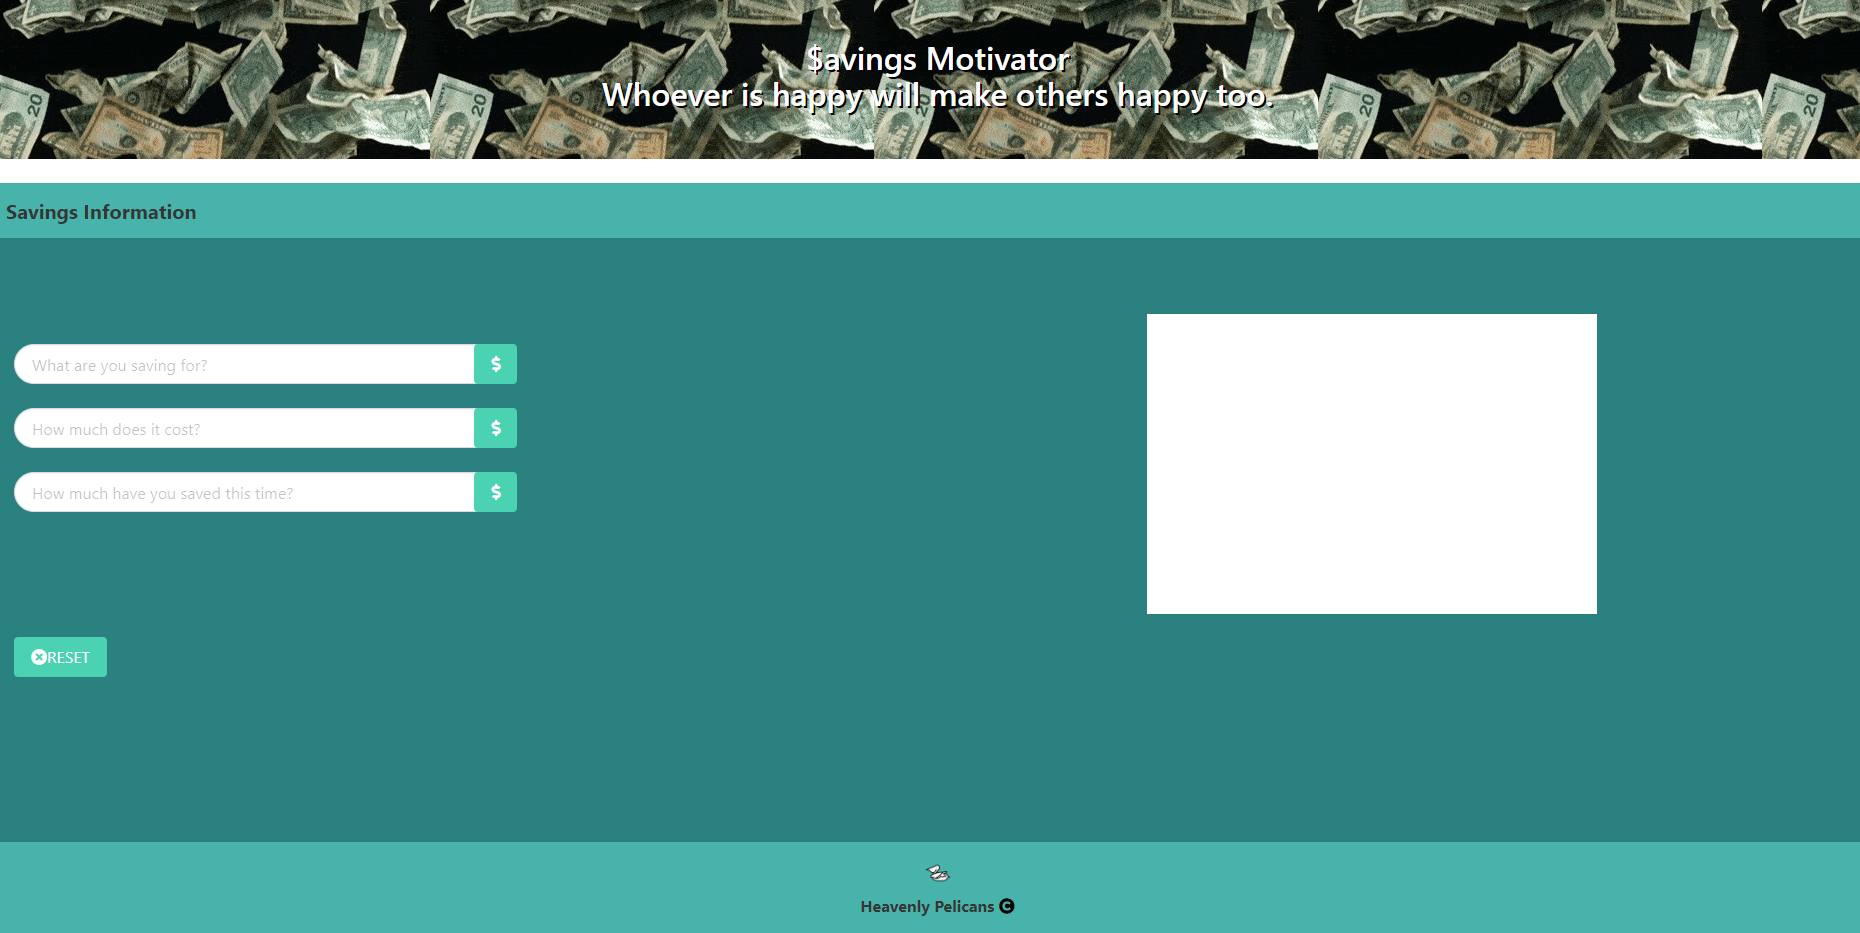 $avings Motivator
Whoever is happy will make others happy too.
Savings Information
What are you saving for?
$
How much does it cost?
$
How much have you saved this time?
$
RESET
Heavenly Pelicans ©